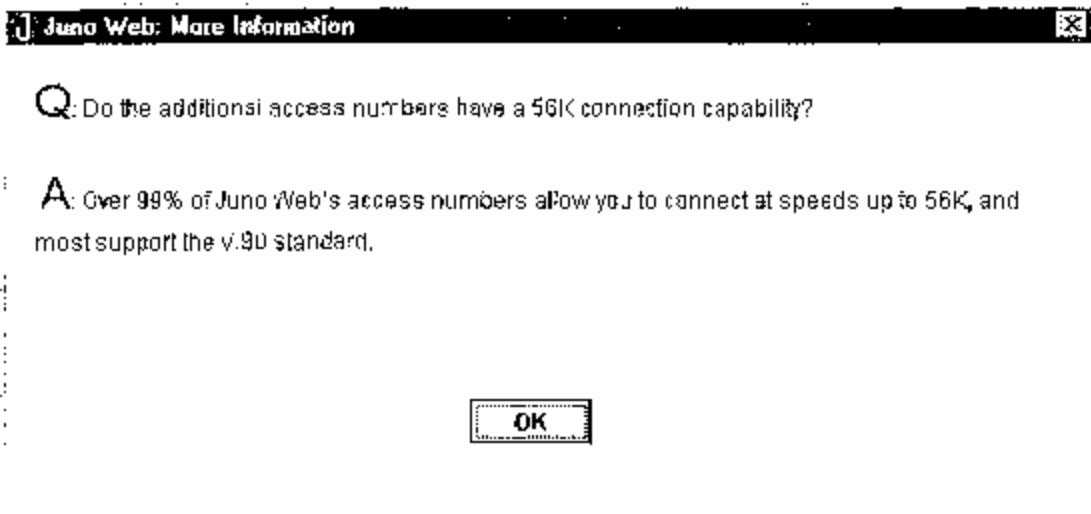 Juno Web: More Information
Q: Do the additional access numbers have a 56K connection capability?
A: Over 99% of Juno Web's access numbers allow you to connect at speeds up to 56K, and
most support the v.90 standard.
OK